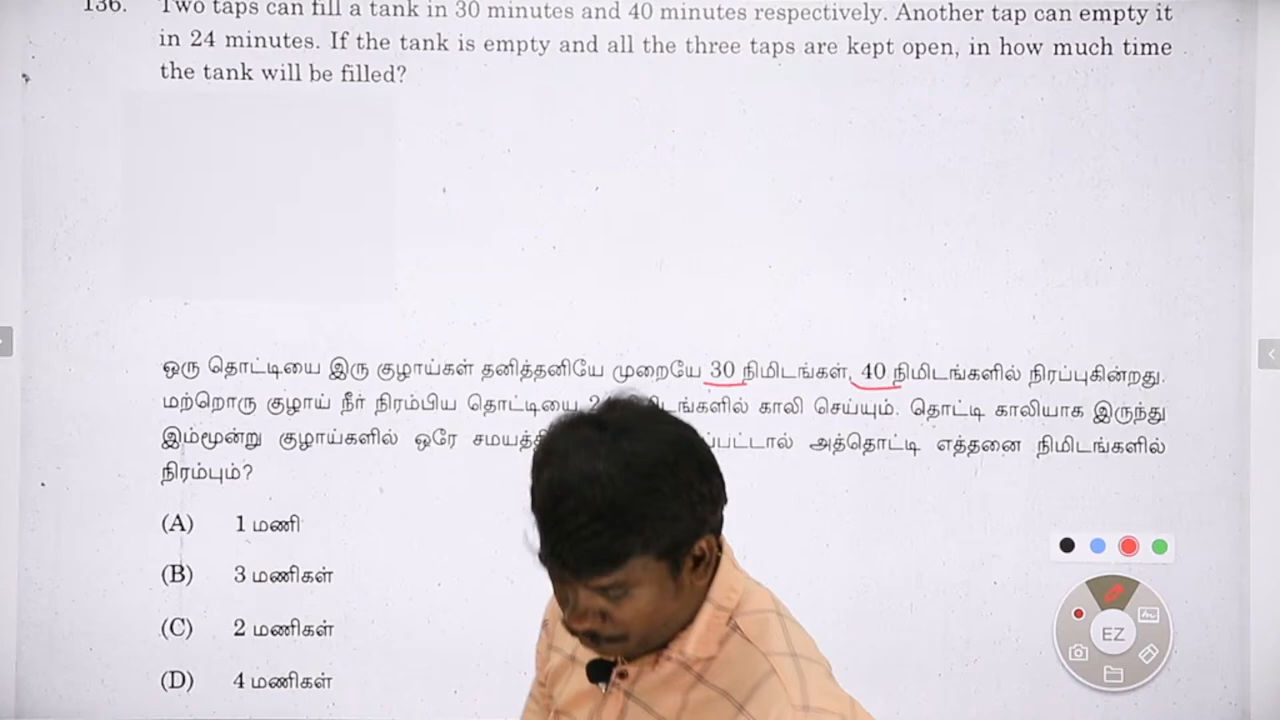 136. Two taps can fill a tank in 30 minutes and 40 minutes respectively. Another tap can empty it
in 24 minutes. If the tank is empty and all the three taps are kept open, in how much time
the tank will be filled?
ஒரு தொட்டியை இரு குழாய்கள் தனித்தனியே முறையே 30 நிமிடங்கள், 40 நிமிடங்களில் நிரப்புகின்றது.
மற்றொரு குழாய் நீர் நிரம்பிய தொட்டியை காலி செய்யும். தொட்டி காலியாக இருந்து
இம்மூன்று குழாய்களில் ஒரே அத்தொட்டி எத்தனை நிமிடங்களில்
நிரம்பும்?
(A) 1 மணி
(B) 3 மணிகள்
(C) 2 மணிகள்
(D) 4 மணிகள்
EZ